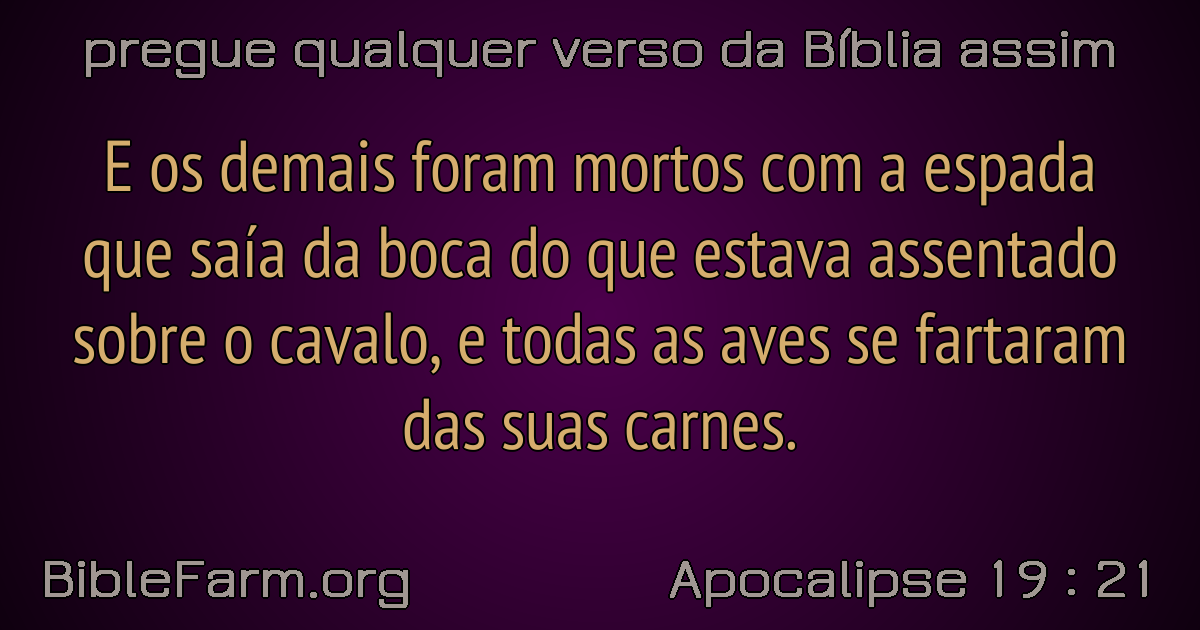 pregue qualquer verso da Bíblia assim
E os demais foram mortos com a espada
que saía da boca do que estava assentado
sobre o cavalo, e todas as aves se fartaram
das suas carnes.
BibleFarm.org
Apocalipse 19 : 21